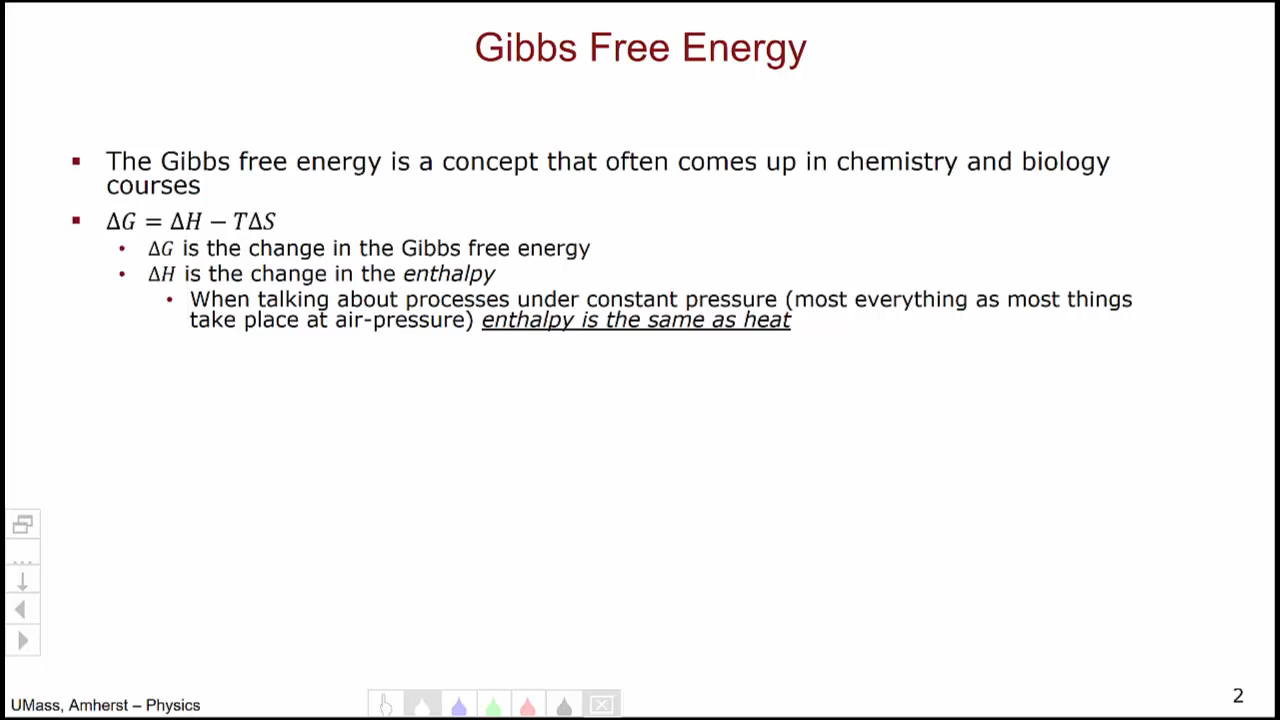 Gibbs Free Energy
The Gibbs free energy is a concept that often comes up in chemistry and biology
courses
Δ𝐺 = Δ𝐻 − 𝑇Δ𝑆
Δ𝐺 is the change in the Gibbs free energy
Δ𝐻 is the change in the enthalpy
When talking about processes under constant pressure (most everything as most things
take place at air-pressure) enthalpy is the same as heat
UMass, Amherst – Physics
2